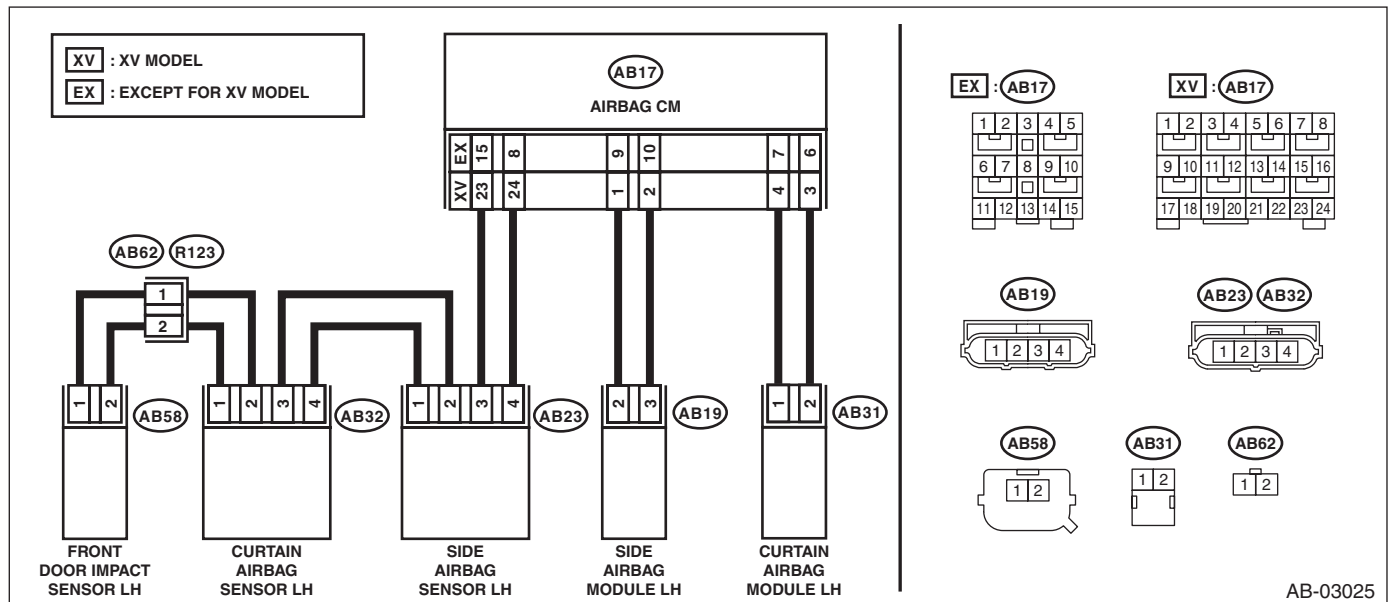 XV : XV MODEL
EX : EXCEPT FOR XV MODEL
AB17
AIRBAG CM
EX 15 8 9 10 7 6
XV 23 24 1 2 4 3
AB62 R123
1
2
1 2 AB58
1 2 3 4 AB32
1 2 3 4 AB23
2 3 AB19
1 2 AB31
FRONT
DOOR IMPACT
SENSOR LH
CURTAIN
AIRBAG
SENSOR LH
SIDE
AIRBAG
SENSOR LH
SIDE
AIRBAG
MODULE LH
CURTAIN
AIRBAG
MODULE LH
EX : AB17
1 2 3 4 5
6 7 8 9 10
11 12 13 14 15
XV : AB17
1 2 3 4 5 6 7 8
9 10 11 12 13 14 15 16
17 18 19 20 21 22 23 24
AB19
1 2 3 4
AB23 AB32
1 2 3 4
AB58
1 2
AB31
1 2
AB62
1 2
AB-03025